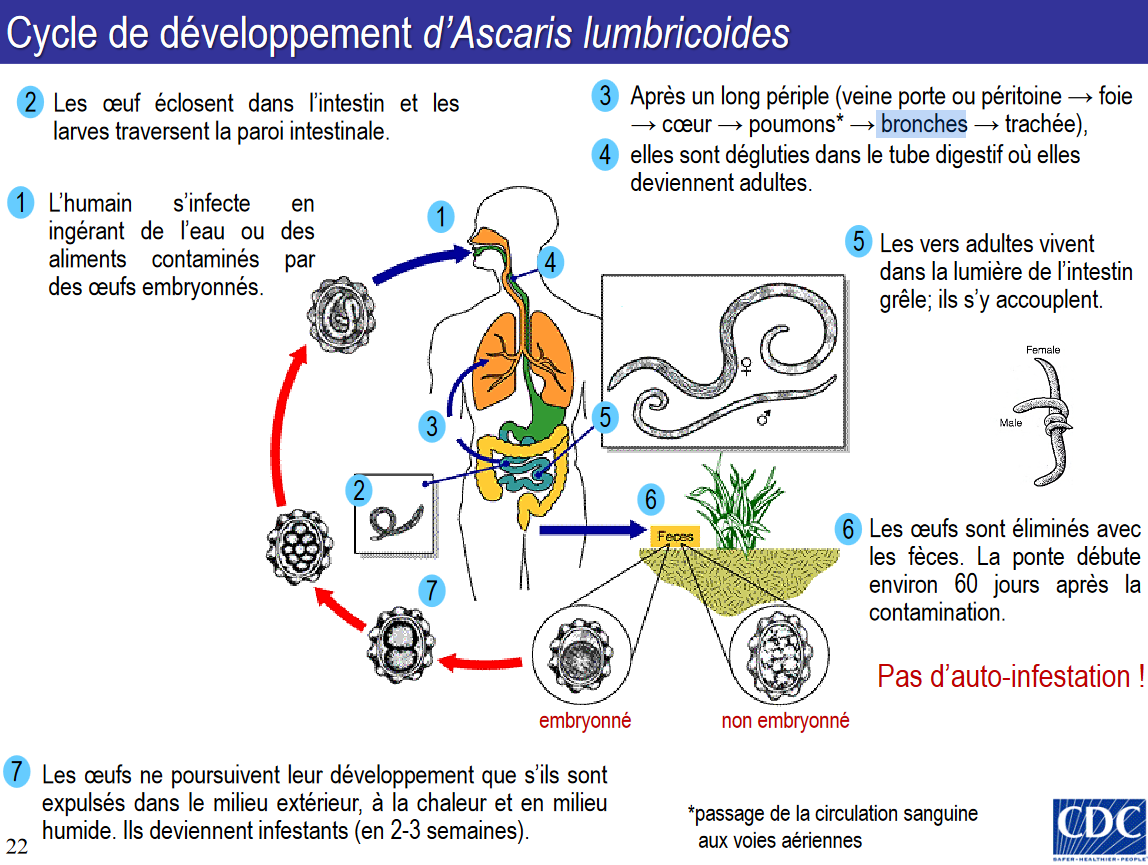 Cycle de développement d’Ascaris lumbricoides
2 Les œuf éclosent dans l’intestin et les
larves traversent la paroi intestinale.
3 Après un long périple (veine porte ou péritoine → foie
→ cœur → poumons* → bronches → trachée),
4 elles sont dégluties dans le tube digestif où elles
deviennent adultes.
1 L’humain s’infecte en
ingérant de l’eau ou des
aliments contaminés par
des œufs embryonnés.
1
4
5 Les vers adultes vivent
dans la lumière de l’intestin
grêle; ils s’y accouplent.
♀
♂
Female
Male
3
5
2
6
Feces
6 Les œufs sont éliminés avec
les fèces. La ponte débute
environ 60 jours après la
contamination.
7
Pas d’auto-infestation !
embryonné
non embryonné
7 Les œufs ne poursuivent leur développement que s’ils sont
expulsés dans le milieu extérieur, à la chaleur et en milieu
humide. Ils deviennent infestants (en 2-3 semaines).
*passage de la circulation sanguine
aux voies aériennes
CDC
SAFER•HEALTHIER•PEOPLE
22